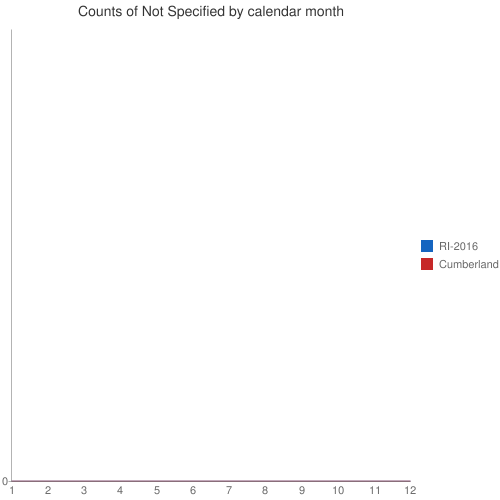 Counts of Not Specified by calendar month
RI-2016
Cumberland
0
1 2 3 4 5 6 7 8 9 10 11 12